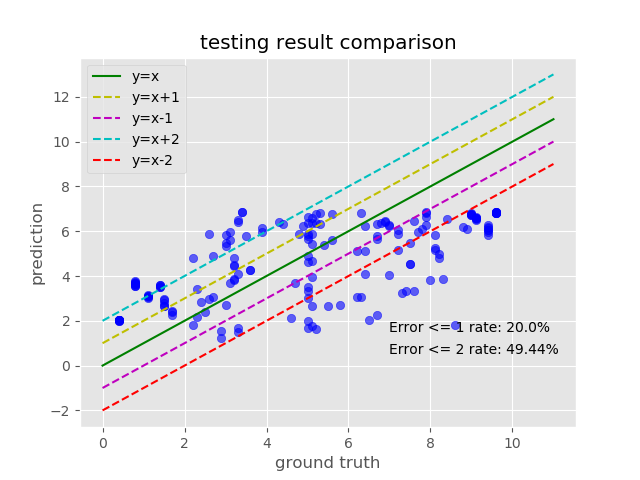 testing result comparison
y=x
y=x+1
y=x-1
y=x+2
y=x-2
12
10
8
6
4
2
0
−2
prediction
Error <= 1 rate: 20.0%
Error <= 2 rate: 49.44%
0 2 4 6 8 10
ground truth